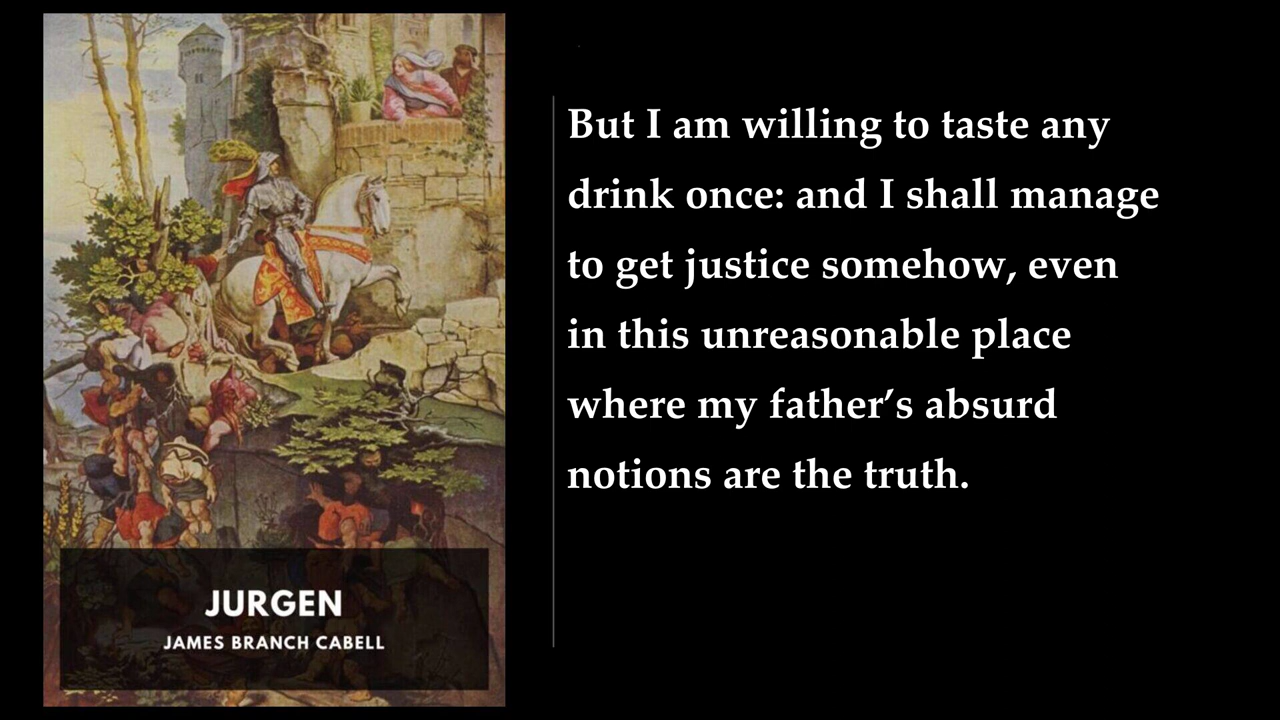 JURGEN
JAMES BRANCH CABELL
But I am willing to taste any
drink once: and I shall manage
to get justice somehow, even
in this unreasonable place
where my father’s absurd
notions are the truth.